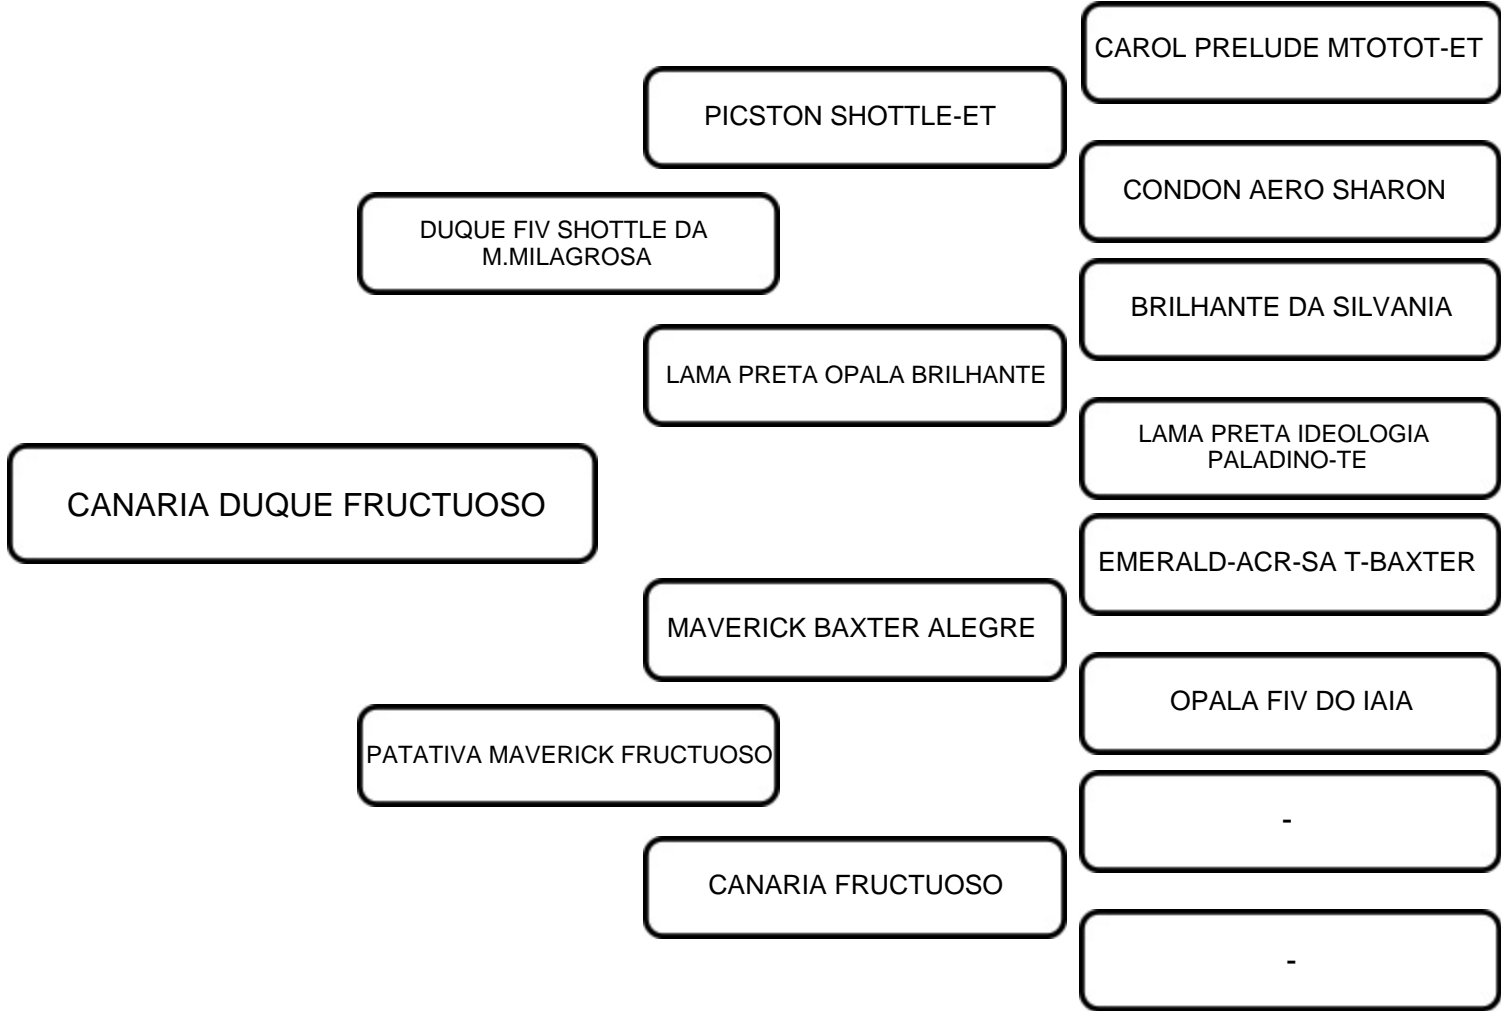 CAROL PRELUDE MTOTOT-ET
PICSTON SHOTTLE-ET
CONDON AERO SHARON
DUQUE FIV SHOTTLE DA
M.MILAGROSA
BRILHANTE DA SILVANIA
LAMA PRETA OPALA BRILHANTE
LAMA PRETA IDEOLOGIA
PALADINO-TE
CANARIA DUQUE FRUCTUOSO
EMERALD-ACR-SA T-BAXTER
MAVERICK BAXTER ALEGRE
OPALA FIV DO IAIA
PATATIVA MAVERICK FRUCTUOSO
-
CANARIA FRUCTUOSO
-